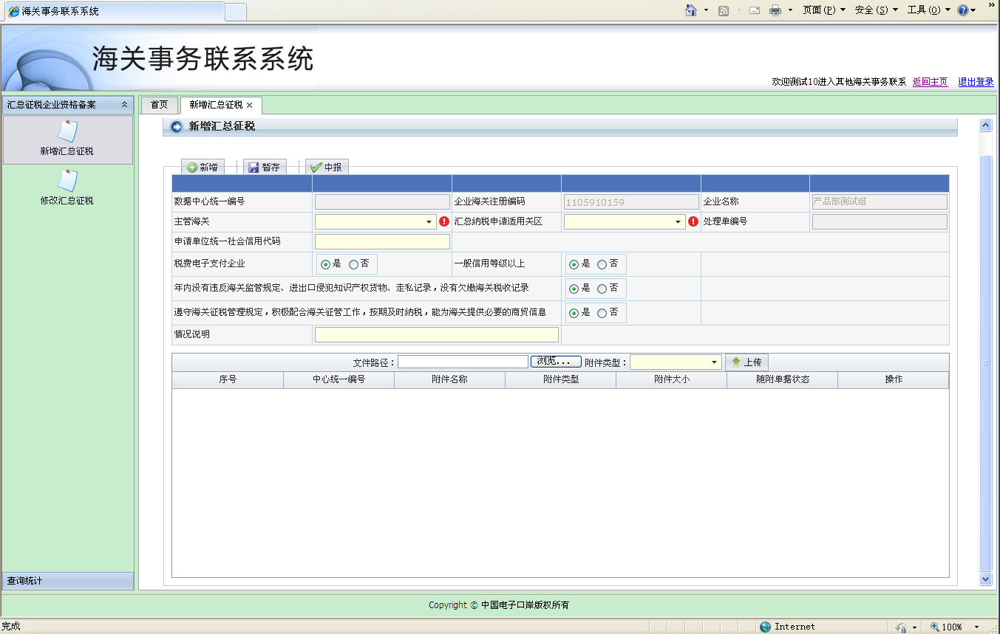 海关事务联系系统
页面(P) 安全(S) 工具(O) »
海关事务联系系统
欢迎测试10进入其他海关事务联系 返回主页 退出登录
汇总征税企业资格备案
首页 新增汇总征税
新增汇总征税
新增汇总征税
修改汇总征税
查询统计
新增 暂存 申报
数据中心统一编号 企业海关注册编码 1105910159 企业名称 产品部测试组
主管海关 汇总纳税申请适用关区 处理单编号
申请单位统一社会信用代码
税费电子支付企业 是 否 一般信用等级以上 是 否
年内没有违反海关监管规定、进出口侵犯知识产权货物、走私记录，没有欠缴海关税收记录 是 否
遵守海关征税管理规定，积极配合海关征管工作，按期及时纳税，能为海关提供必要的商贸信息 是 否
情况说明
文件路径： 浏览... 附件类型： 上传
序号 中心统一编号 附件名称 附件类型 附件大小 随附单据状态 操作
Copyright © 中国电子口岸版权所有
完成 Internet 100%